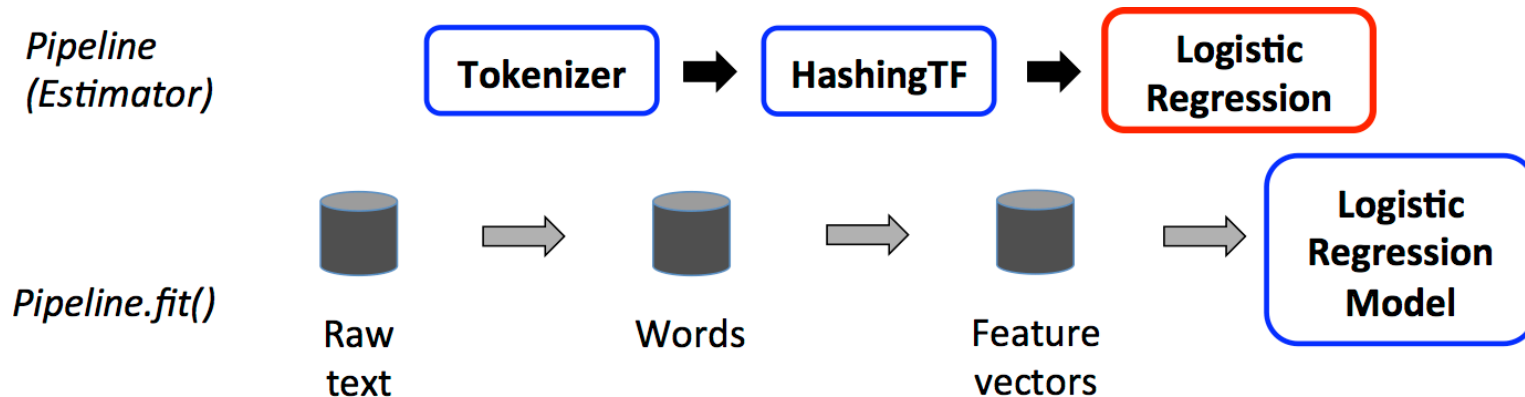 Pipeline
(Estimator)
Tokenizer
HashingTF
Logistic
Regression
Pipeline.fit()
Raw
text
Words
Feature
vectors
Logistic
Regression
Model